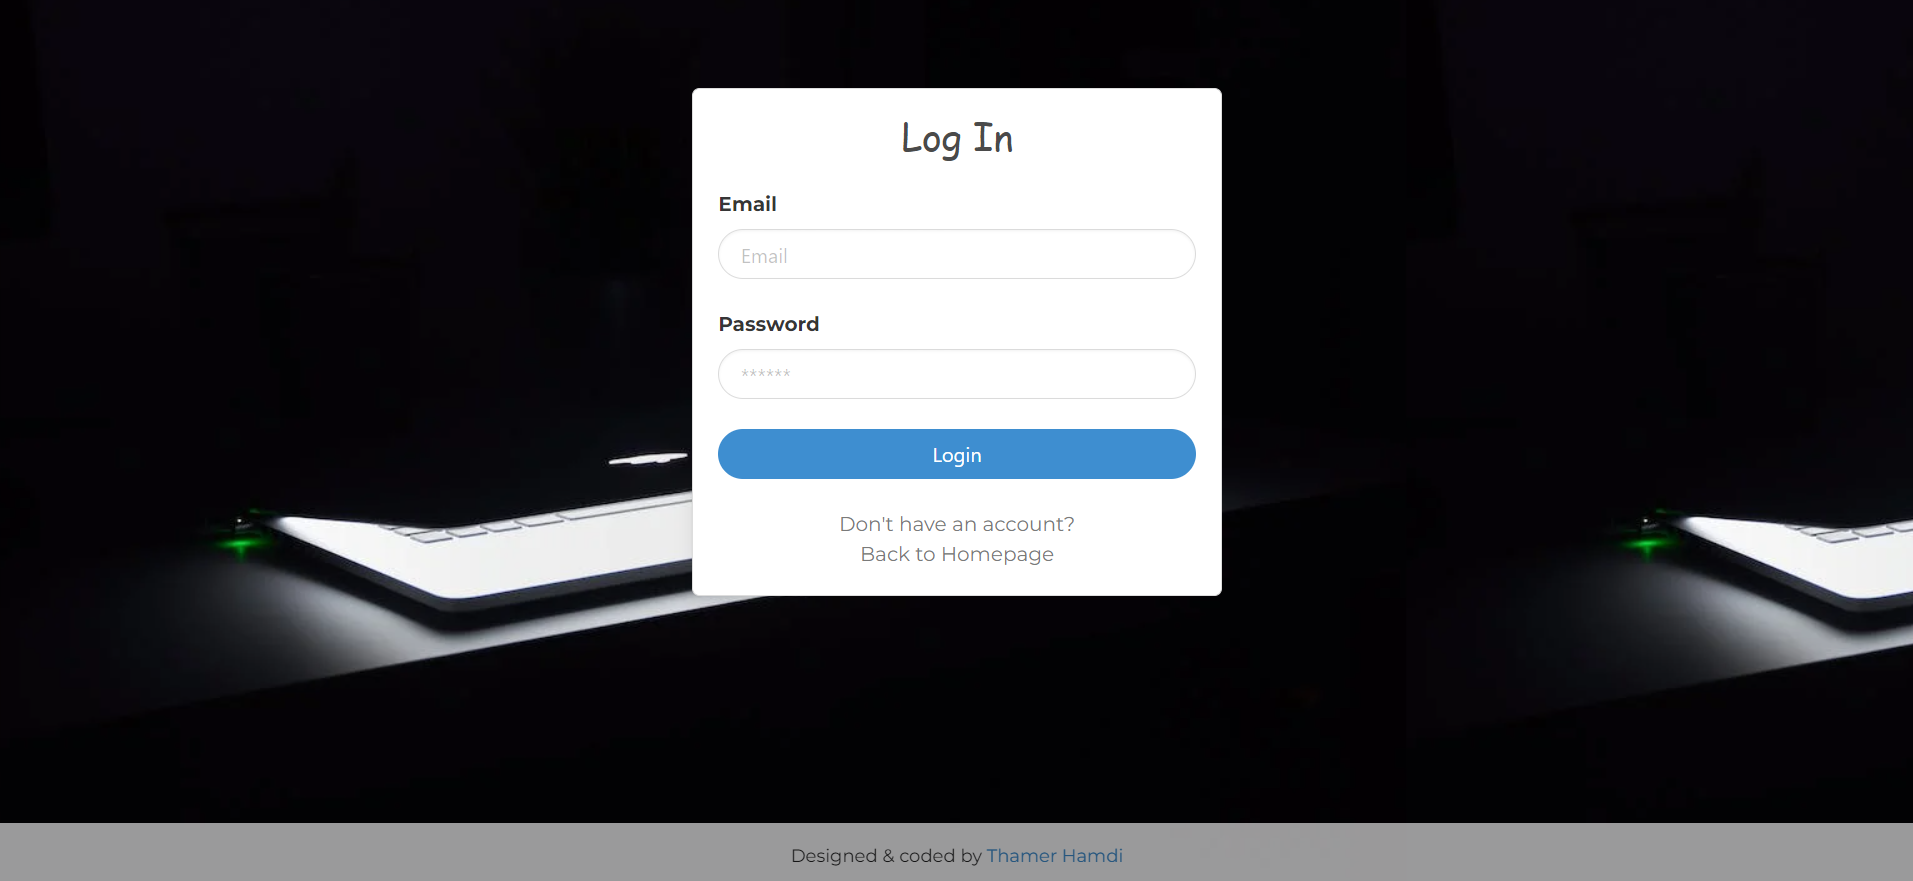 Log In
Email
Email
Password
******
Login
Don't have an account?
Back to Homepage
Designed & coded by Thamer Hamdi